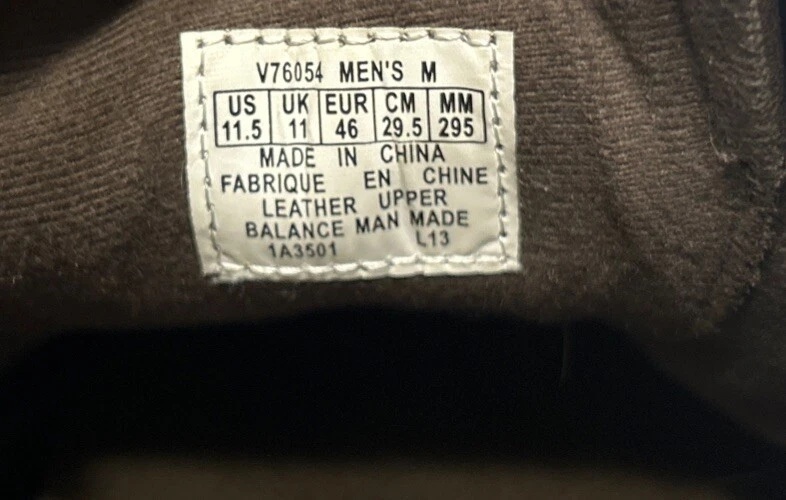 V76054 MEN'S M
US UK EUR CM MM
11.5 11 46 29.5 295
MADE IN CHINA
FABRIQUE EN CHINE
LEATHER UPPER
BALANCE MAN MADE
1A3501 L13